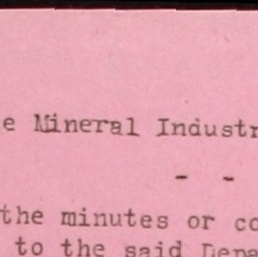 e Mineral Industr
- -
the minutes or co
to the said Depa